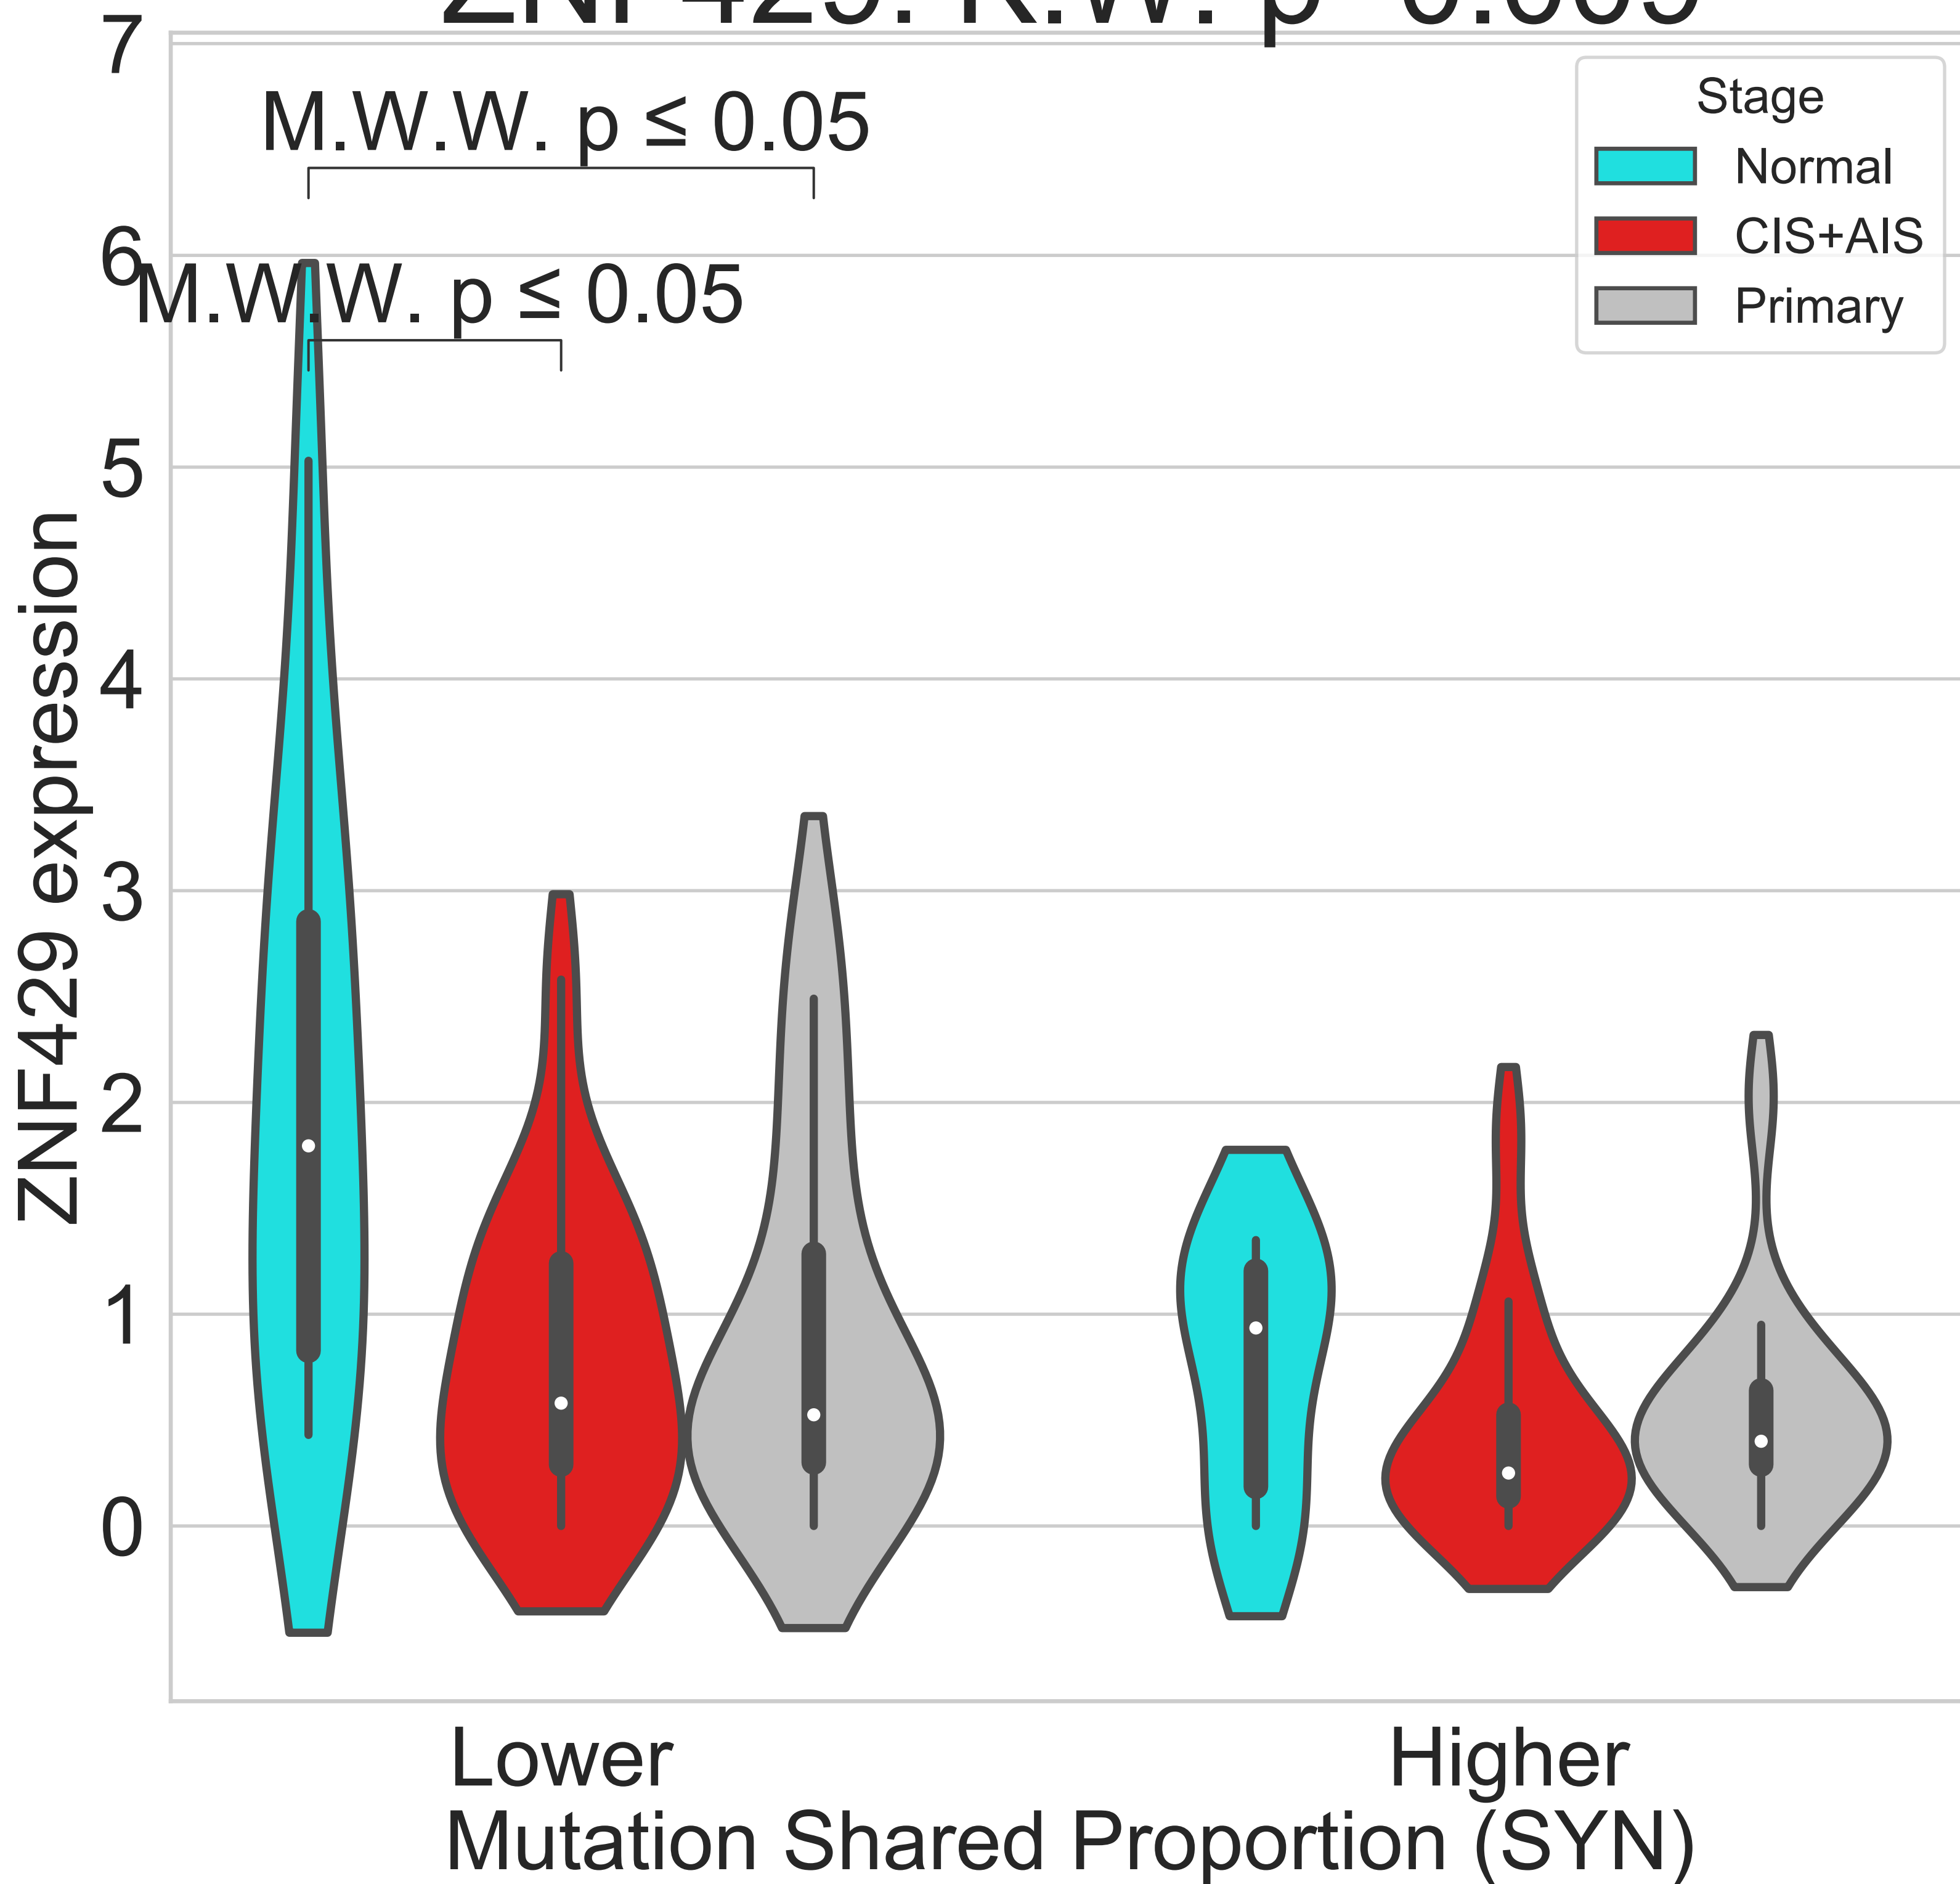 ZNF429: K.W. p
M.W.W. p ≤ 0.05
M.W.W. p ≤ 0.05
Stage
Normal
CIS+AIS
Primary
ZNF429 expression
7
6
5
4
3
2
1
0
Lower
Higher
Mutation Shared Proportion (SYN)